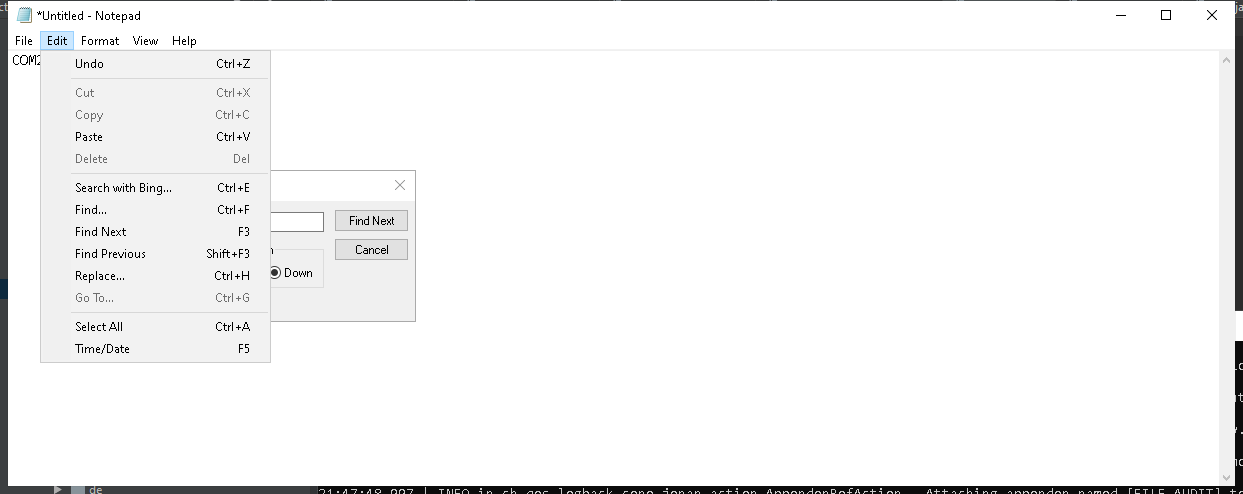 *Untitled - Notepad
File Edit Format View Help
COM2
Undo Ctrl+Z
Cut Ctrl+X
Copy Ctrl+C
Paste Ctrl+V
Delete Del
Search with Bing... Ctrl+E
Find... Ctrl+F
Find Next F3
Find Previous Shift+F3
Replace... Ctrl+H
Go To... Ctrl+G
Select All Ctrl+A
Time/Date F5
Find Next
Cancel
Down
de
21:47:48,997 | INFO in ch.qos.logback.core.joran.action.AppenderRefAction - Attaching appender named [FILE_AUDIT] t